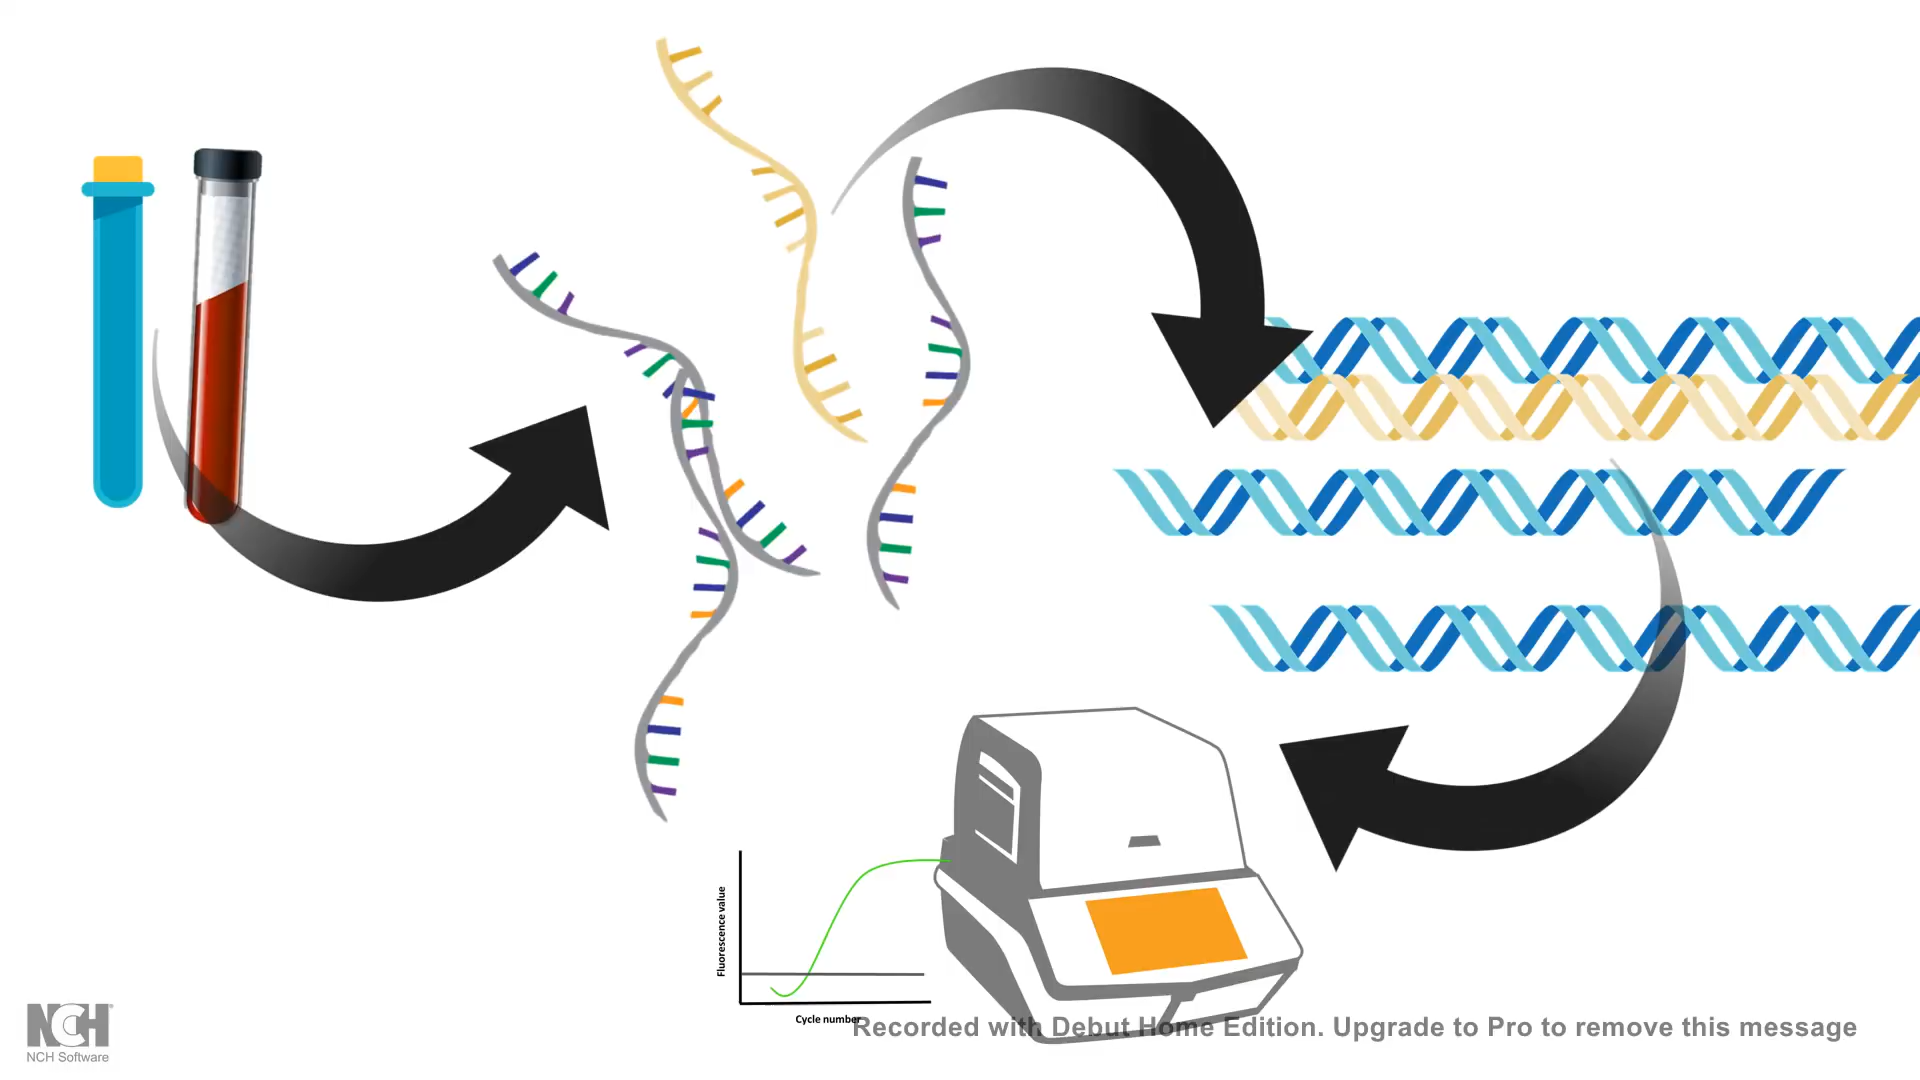 Fluorescence value
Cycle number
NCH®
NCH Software
Recorded with Debut Home Edition. Upgrade to Pro to remove this message